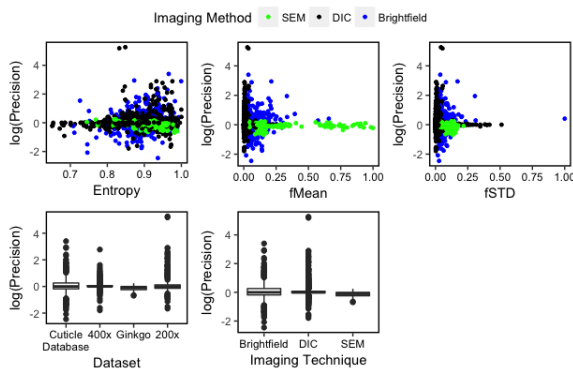 Imaging Method SEM DIC Brightfield
log(Precision)
4
2
0
-2
0.7 0.8 0.9 1.0
Entropy
log(Precision)
4
2
0
-2
0.00 0.25 0.50 0.75 1.00
fMean
log(Precision)
4
2
0
-2
0.00 0.25 0.50 0.75 1.00
fSTD
log(Precision)
4
2
0
-2
Cuticle Database 400x Ginkgo 200x
Dataset
log(Precision)
4
2
0
-2
Brightfield DIC SEM
Imaging Technique